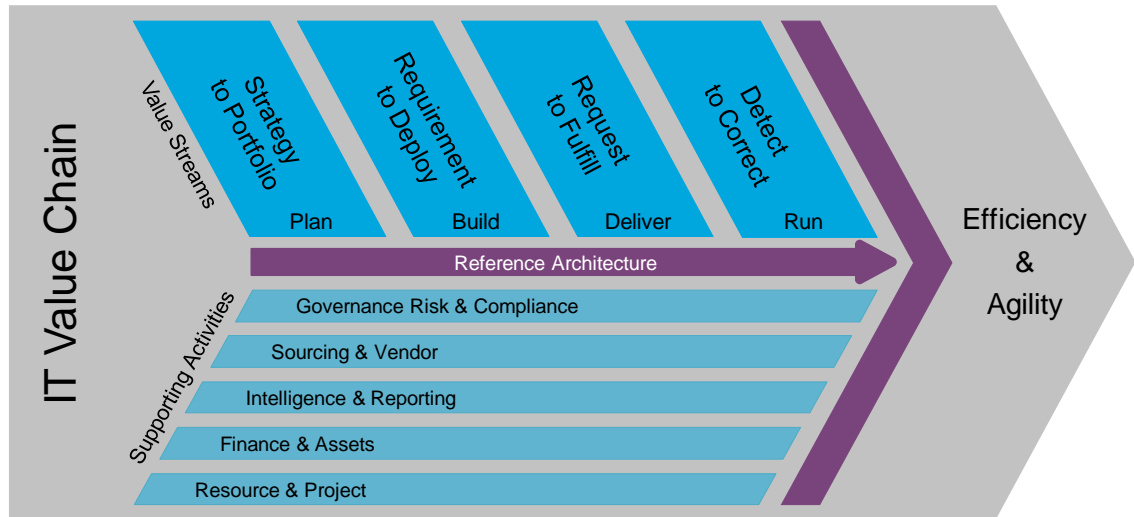 IT Value Chain
Value Streams
Strategy
to Portfolio
Plan
Requirement
to Deploy
Build
Request
to Fulfill
Deliver
Detect
to Correct
Run
Reference Architecture
Efficiency
&
Agility
Supporting Activities
Governance Risk & Compliance
Sourcing & Vendor
Intelligence & Reporting
Finance & Assets
Resource & Project